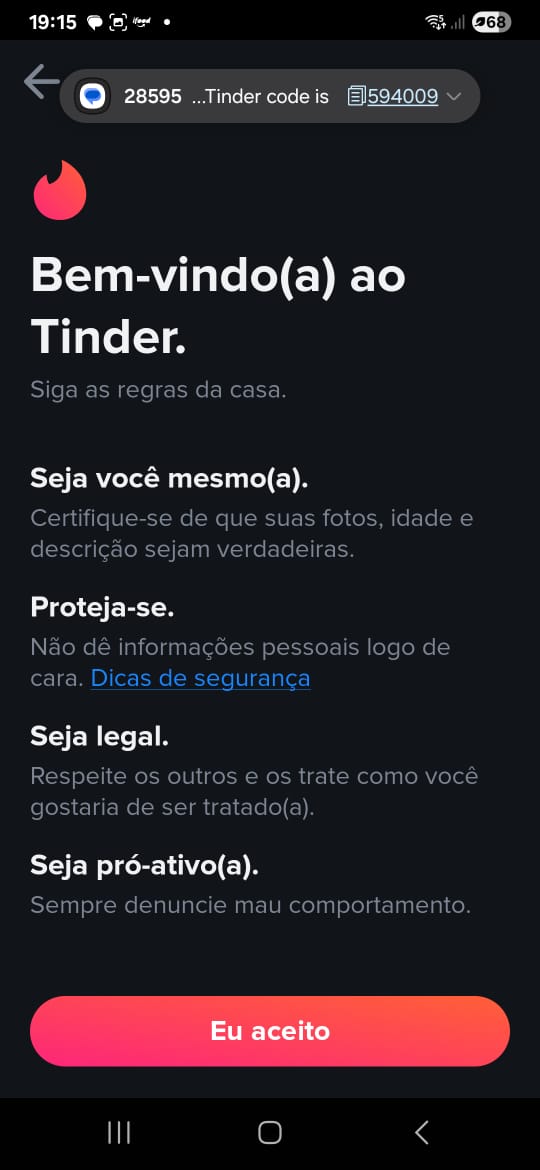 19:15 ifood 68
28595 ...Tinder code is 594009
Bem-vindo(a) ao
Tinder.
Siga as regras da casa.
Seja você mesmo(a).
Certifique-se de que suas fotos, idade e
descrição sejam verdadeiras.
Proteja-se.
Não dê informações pessoais logo de
cara. Dicas de segurança
Seja legal.
Respeite os outros e os trate como você
gostaria de ser tratado(a).
Seja pró-ativo(a).
Sempre denuncie mau comportamento.
Eu aceito